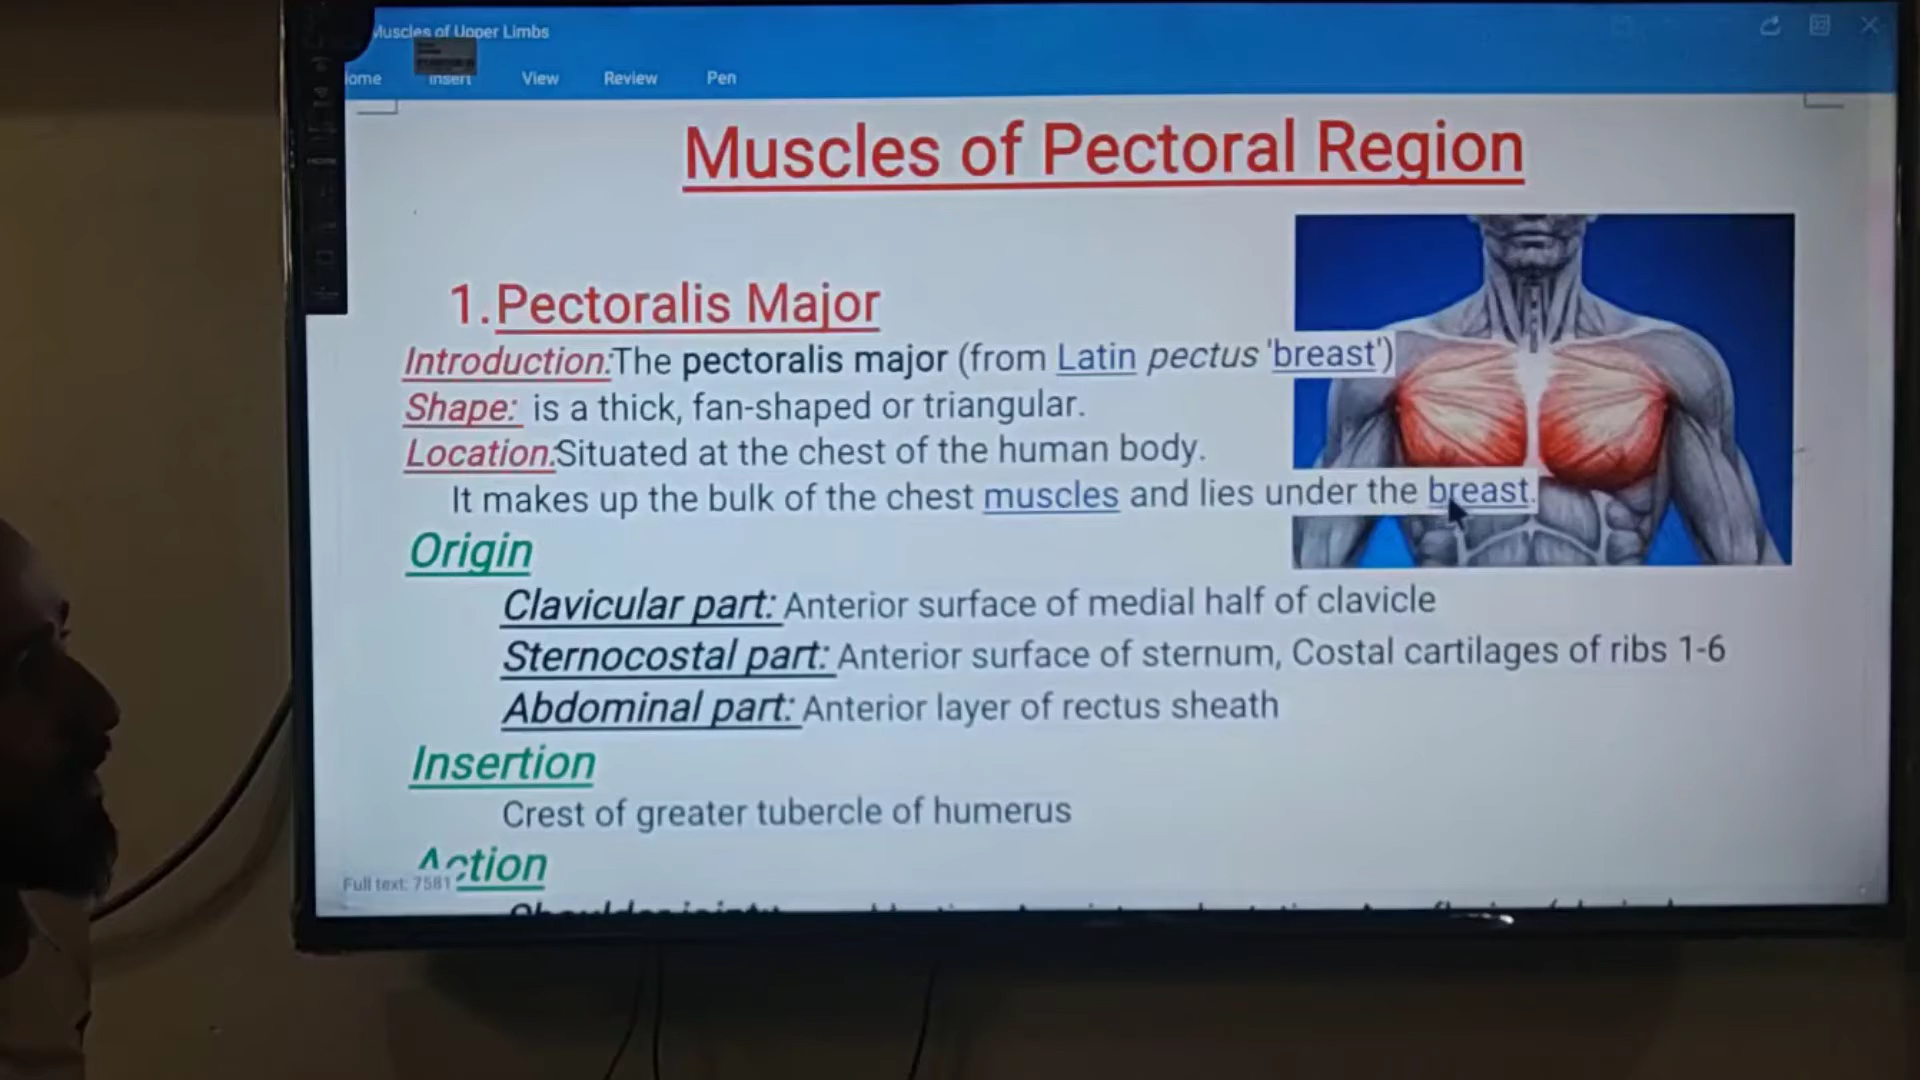 Muscles of Upper Limbs
ome Insert View Review Pen
Muscles of Pectoral Region
1.Pectoralis Major
Introduction:The pectoralis major (from Latin pectus 'breast')
Shape: is a thick, fan-shaped or triangular.
Location:Situated at the chest of the human body.
It makes up the bulk of the chest muscles and lies under the breast.
Origin
Clavicular part: Anterior surface of medial half of clavicle
Sternocostal part: Anterior surface of sternum, Costal cartilages of ribs 1-6
Abdominal part: Anterior layer of rectus sheath
Insertion
Crest of greater tubercle of humerus
Action
Full text: 7581